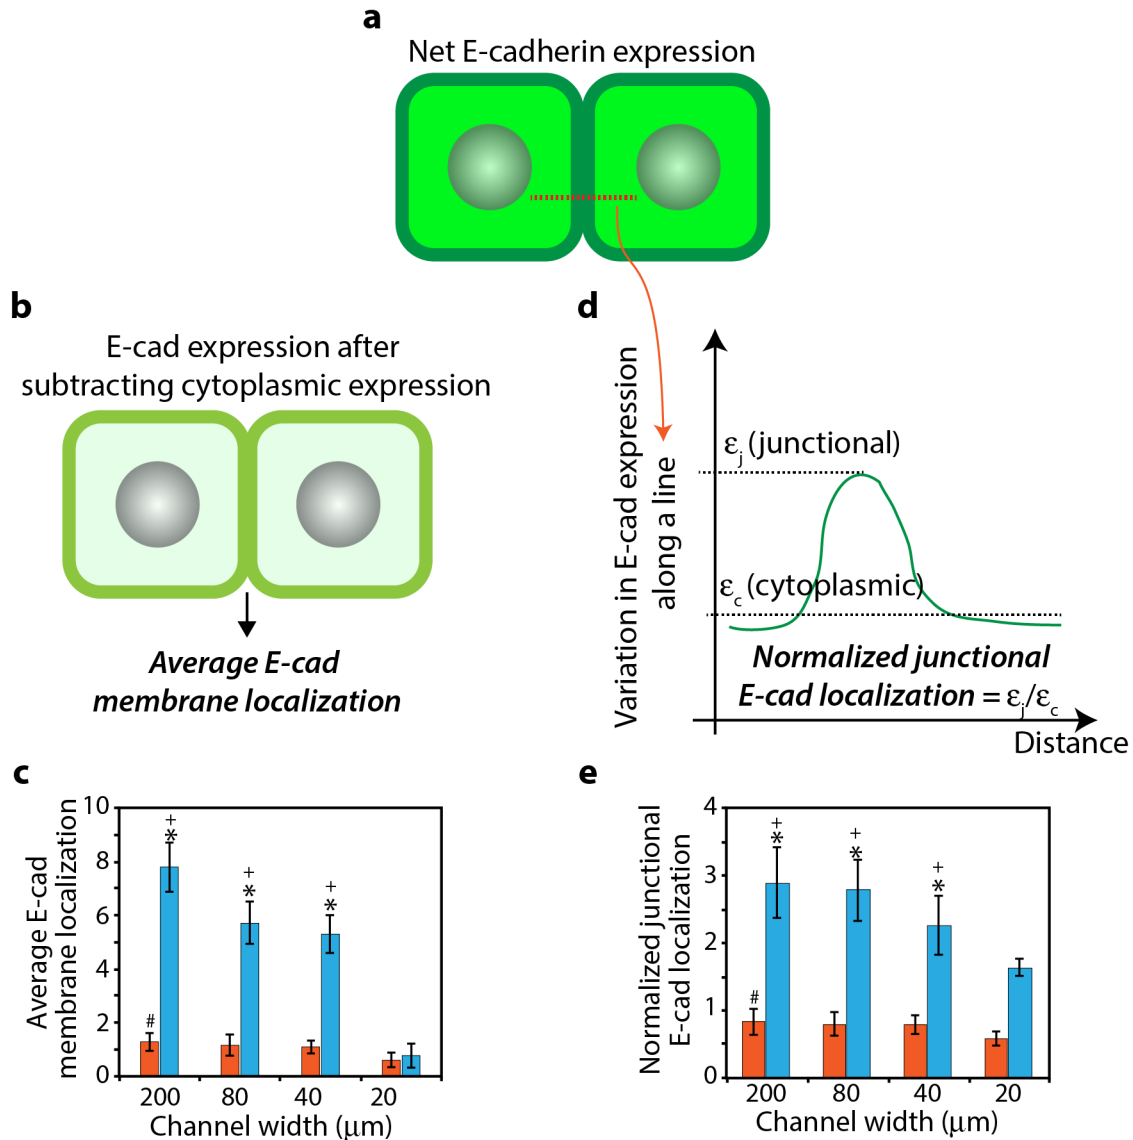 a
Net E-cadherin expression
b
E-cad expression after
subtracting cytoplasmic expression
Average E-cad
membrane localization
d
Variation in E-cad expression
along a line
εj (junctional)
εc (cytoplasmic)
Normalized junctional
E-cad localization = εj/εc
Distance
c
Average E-cad
membrane localization
10
8
6
4
2
0
#
+
*
+
*
+
*
200 80 40 20
Channel width (μm)
e
Normalized junctional
E-cad localization
4
3
2
1
0
#
+
*
+
*
+
*
200 80 40 20
Channel width (μm)